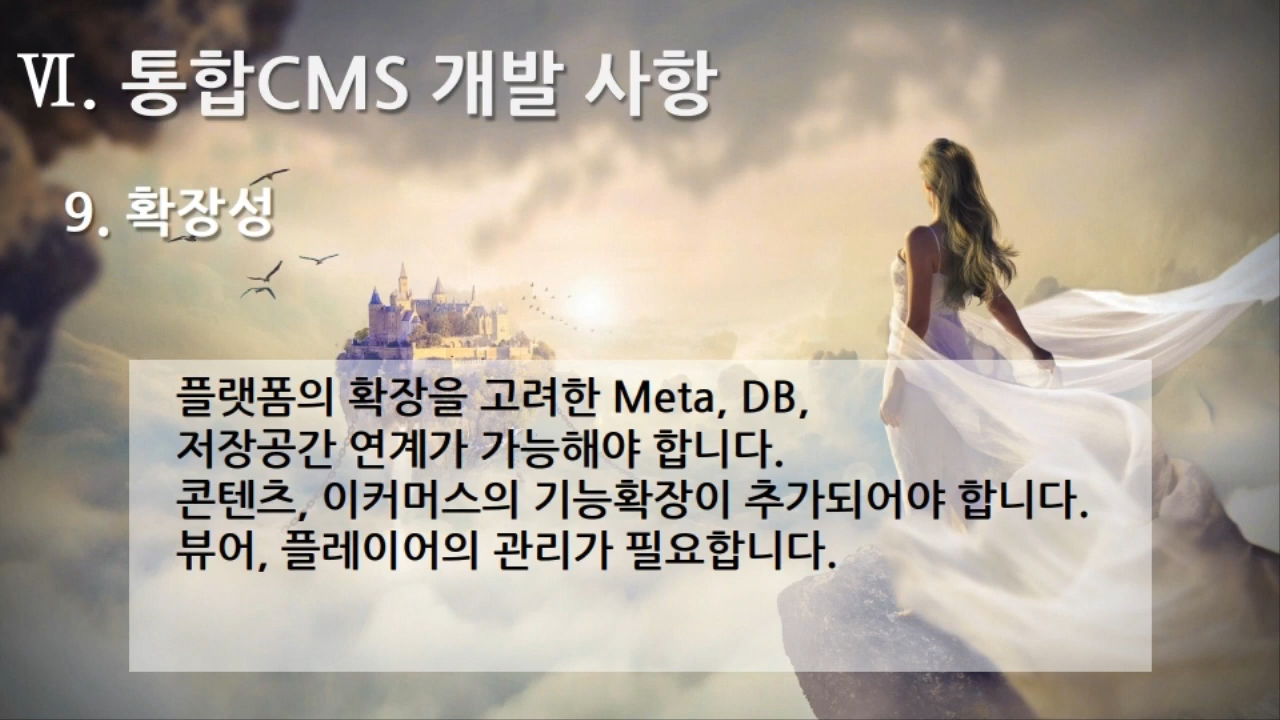 Ⅵ. 통합CMS 개발 사항
9. 확장성
플랫폼의 확장을 고려한 Meta, DB,
저장공간 연계가 가능해야 합니다.
콘텐츠, 이커머스의 기능확장이 추가되어야 합니다.
뷰어, 플레이어의 관리가 필요합니다.